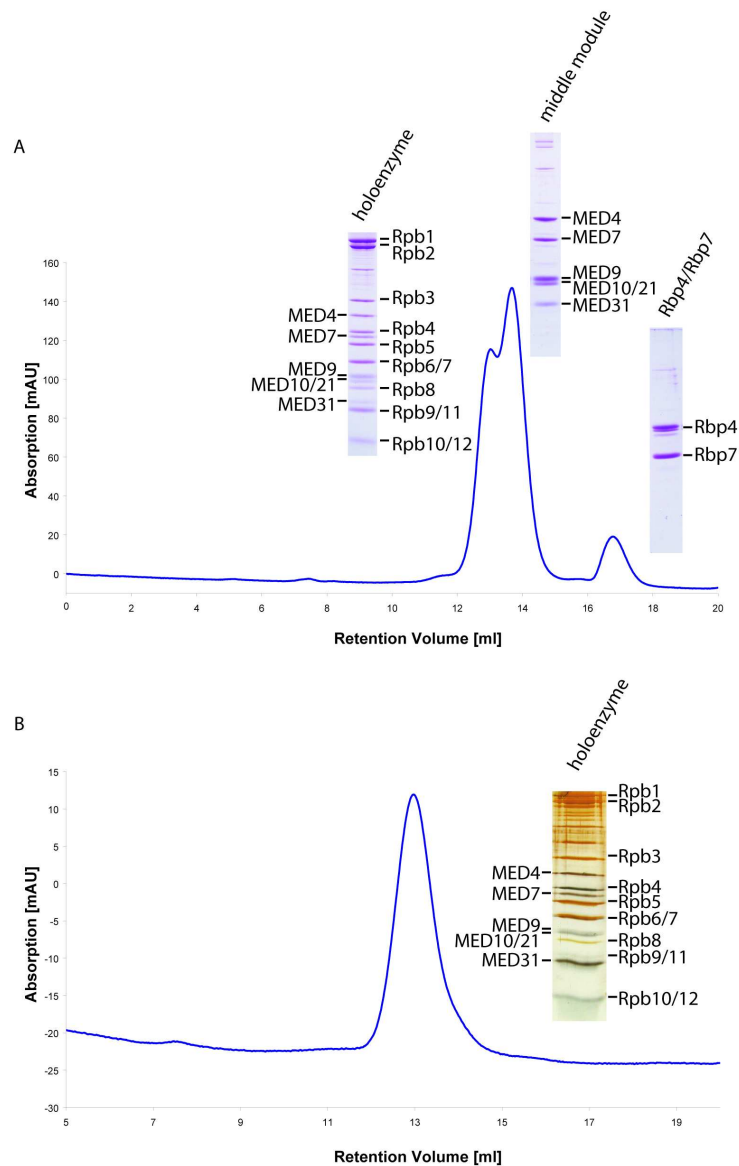 A
holoenzyme
middle module
Rbp4/Rbp7
Rpb1
Rpb2
Rpb3
MED4
Rpb4
MED7
Rpb5
Rpb6/7
MED9
MED10/21
Rpb8
MED31
Rpb9/11
Rpb10/12
MED4
MED7
MED9
MED10/21
MED31
Rbp4
Rbp7
Absorption [mAU]
160
140
120
100
80
60
40
20
0
0 2 4 6 8 10 12 14 16 18 20
Retention Volume [ml]
B
holoenzyme
Rpb1
Rpb2
Rpb3
MED4
Rpb4
MED7
Rpb5
Rpb6/7
MED9
MED10/21
Rpb8
MED31
Rpb9/11
Rpb10/12
Absorption [mAU]
15
10
5
0
-5
-10
-15
-20
-25
-30
5 7 9 11 13 15 17 19
Retention Volume [ml]